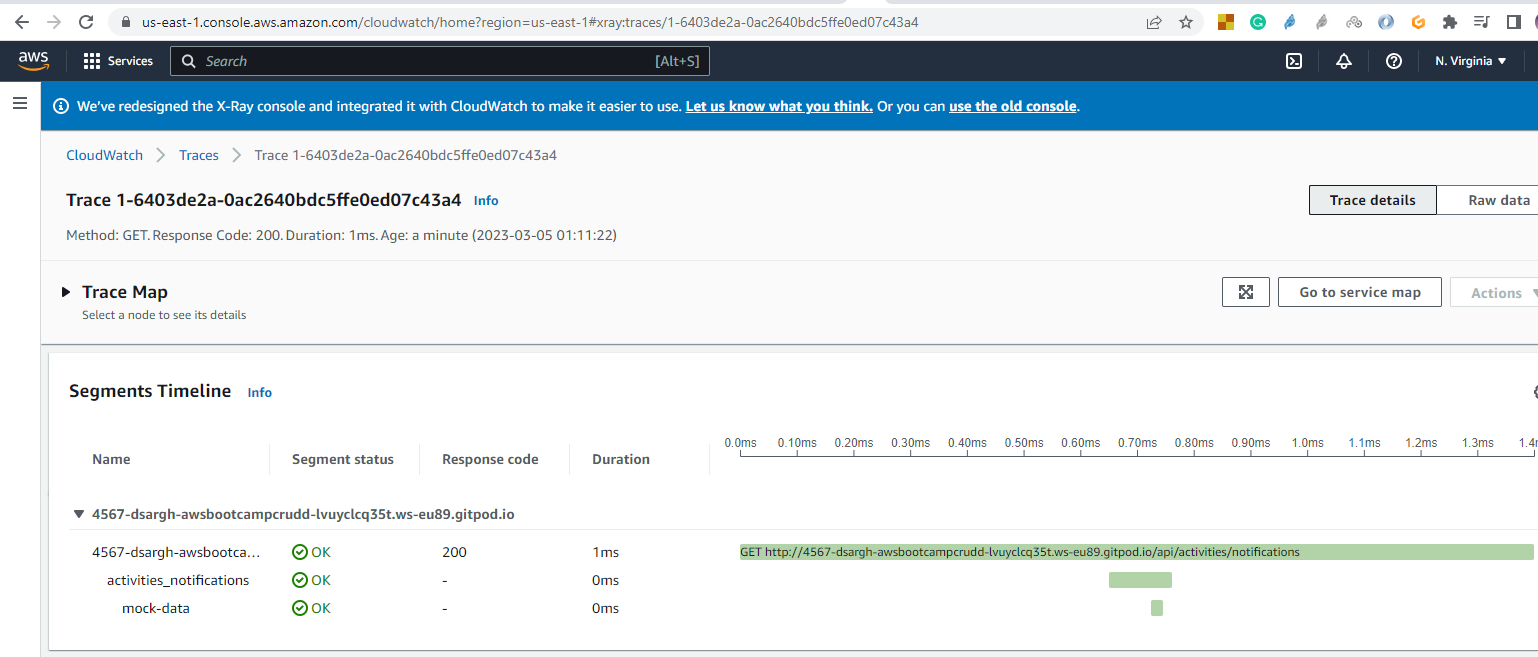 us-east-1.console.aws.amazon.com/cloudwatch/home?region=us-east-1#xray:traces/1-6403de2a-0ac2640bdc5ffe0ed07c43a4
aws Services Search [Alt+S] N. Virginia
We've redesigned the X-Ray console and integrated it with CloudWatch to make it easier to use. Let us know what you think. Or you can use the old console.
CloudWatch Traces Trace 1-6403de2a-0ac2640bdc5ffe0ed07c43a4
Trace 1-6403de2a-0ac2640bdc5ffe0ed07c43a4 Info Trace details Raw data
Method: GET. Response Code: 200. Duration: 1ms. Age: a minute (2023-03-05 01:11:22)
Trace Map Go to service map Actions
Select a node to see its details
Segments Timeline Info
0.0ms 0.10ms 0.20ms 0.30ms 0.40ms 0.50ms 0.60ms 0.70ms 0.80ms 0.90ms 1.0ms 1.1ms 1.2ms 1.3ms
Name Segment status Response code Duration
4567-dsargh-awsbootcampcrudd-lvuyclcq35t.ws-eu89.gitpod.io
4567-dsargh-awsbootca... OK 200 1ms GET http://4567-dsargh-awsbootcampcrudd-lvuyclcq35t.ws-eu89.gitpod.io/api/activities/notifications
activities_notifications OK - 0ms
mock-data OK - 0ms